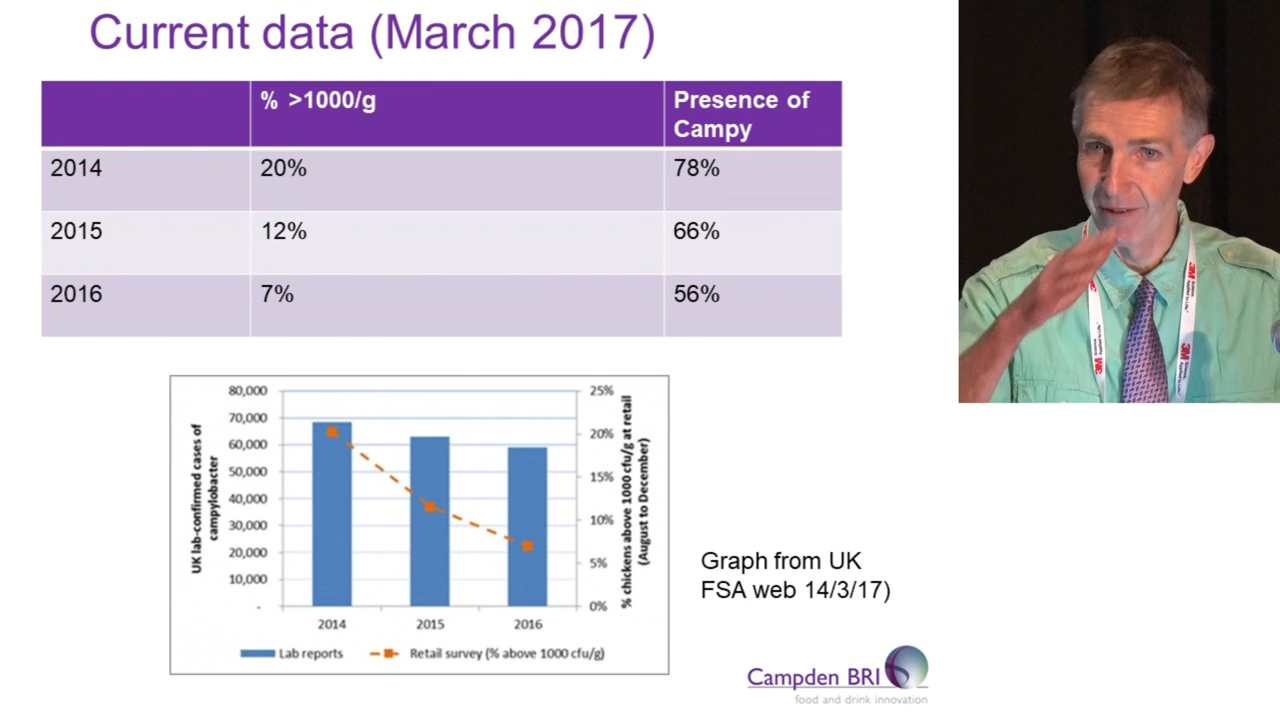 Current data (March 2017)
% >1000/g
Presence of
Campy
2014 20% 78%
2015 12% 66%
2016 7% 56%
UK lab-confirmed cases of
campylobacter
80,000
70,000
60,000
50,000
40,000
30,000
20,000
10,000
-
25%
20%
15%
10%
5%
0%
% chickens above 1000 cfu/g at retail
(August to December)
2014 2015 2016
Lab reports Retail survey (% above 1000 cfu/g)
Graph from UK
FSA web 14/3/17)
Campden BRI
food and drink innovation
3M
3M
3M